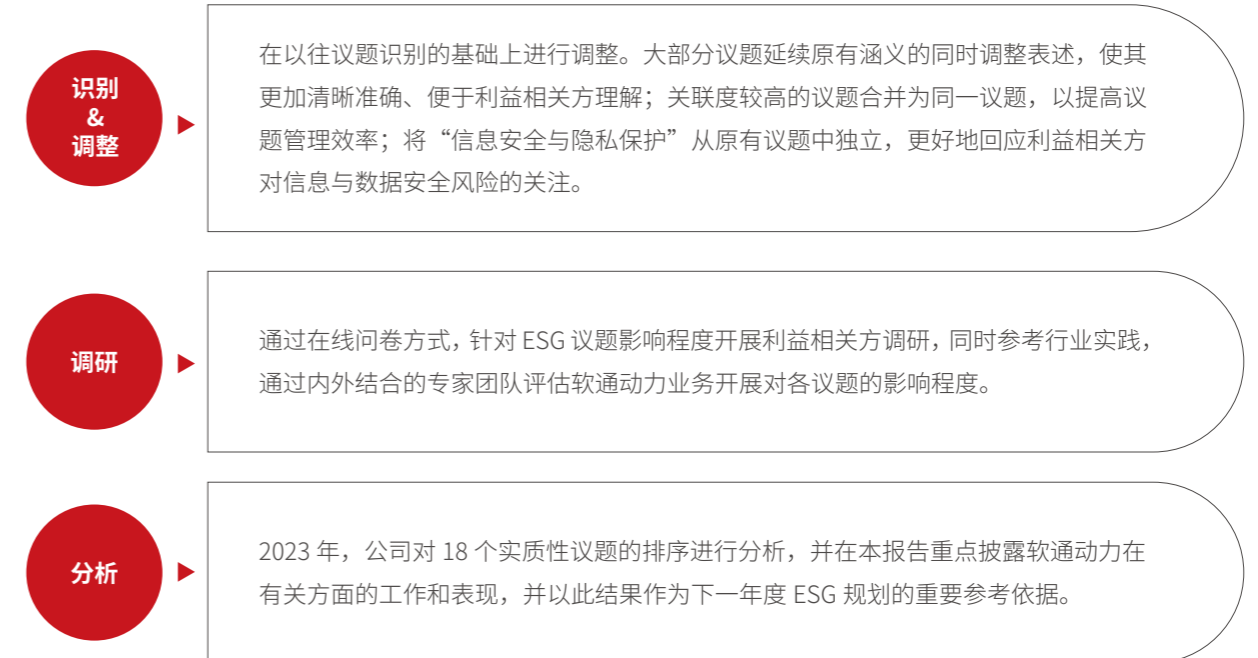 识别
&
调整
在以往议题识别的基础上进行调整。大部分议题延续原有涵义的同时调整表述，使其
更加清晰准确、便于利益相关方理解；关联度较高的议题合并为同一议题，以提高议
题管理效率；将“信息安全与隐私保护”从原有议题中独立，更好地回应利益相关方
对信息与数据安全风险的关注。
调研
通过在线问卷方式，针对 ESG 议题影响程度开展利益相关方调研，同时参考行业实践，
通过内外结合的专家团队评估软通动力业务开展对各议题的影响程度。
分析
2023 年，公司对 18 个实质性议题的排序进行分析，并在本报告重点披露软通动力在
有关方面的工作和表现，并以此结果作为下一年度 ESG 规划的重要参考依据。